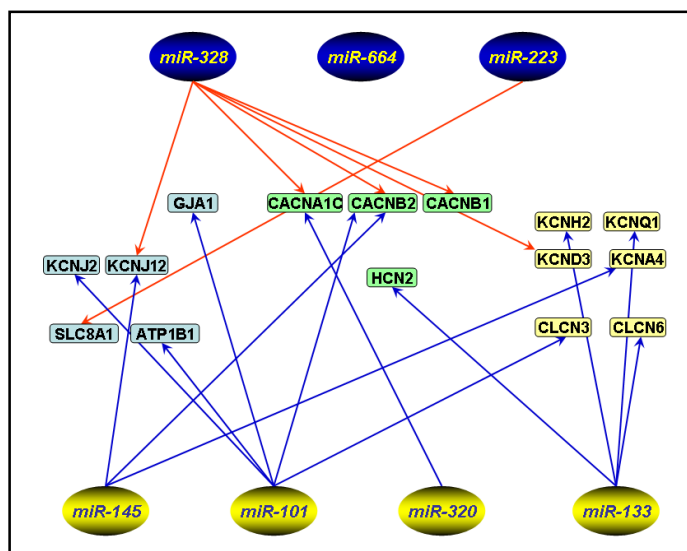 miR-328 miR-664 miR-223
GJA1 CACNA1C CACNB2 CACNB1
KCNH2 KCNQ1
KCNJ2 KCNJ12 KCND3 KCNA4
HCN2
SLC8A1 ATP1B1 CLCN3 CLCN6
miR-145 miR-101 miR-320 miR-133